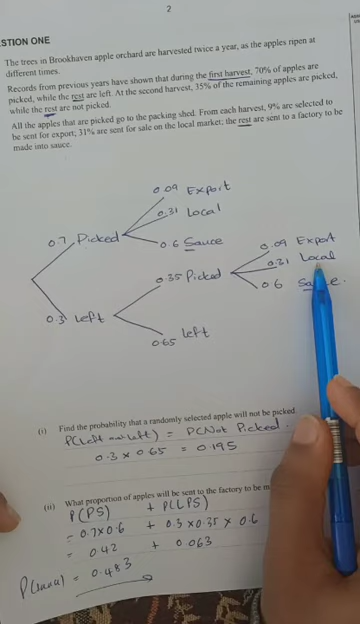 2
STION ONE
The trees in Brookhaven apple orchard are harvested twice a year, as the apples ripen at
different times.
Records from previous years have shown that during the first harvest, 70% of apples are
picked, while the rest are left. At the second harvest, 35% of the remaining apples are picked,
while the rest are not picked.
All the apples that are picked go to the packing shed. From each harvest, 9% are selected to
be sent for export; 31% are sent for sale on the local market; the rest are sent to a factory to be
made into sauce.
0.09 Export
0.31 Local
0.7 Picked
0.6 Sauce
0.09 Export
0.31 Local
0.35 Picked
0.6
0.3 Left
0.65 Left
(i) Find the probability that a randomly selected apple will not be picked
P(Left and left) = P(Not Picked)
0.3 x 0.65 = 0.195
(ii) What proportion of apples will be sent to the factory to be m
P(PS) + P(LPS)
= 0.7x0.6 + 0.3 x 0.35 x 0.6
= 0.42 + 0.063
= 0.483